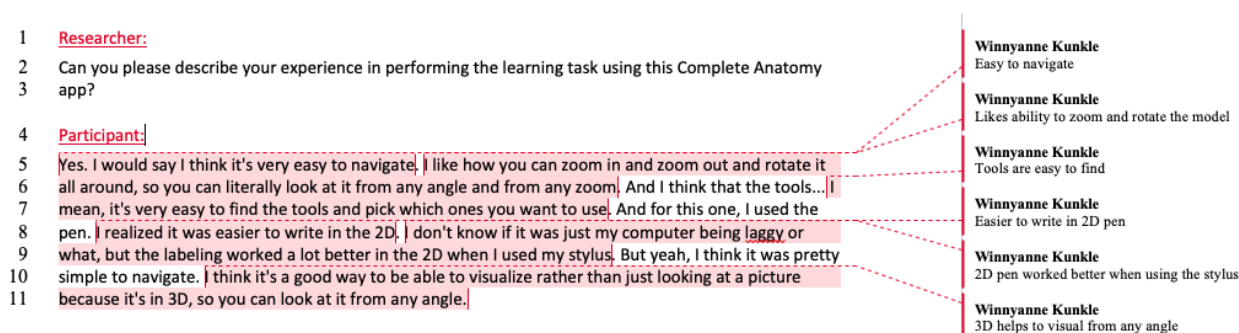 1 Researcher:
2 Can you please describe your experience in performing the learning task using this Complete Anatomy
3 app?
4 Participant:
5 Yes. I would say I think it's very easy to navigate. I like how you can zoom in and zoom out and rotate it
6 all around, so you can literally look at it from any angle and from any zoom. And I think that the tools... I
7 mean, it's very easy to find the tools and pick which ones you want to use. And for this one, I used the
8 pen. I realized it was easier to write in the 2D. I don't know if it was just my computer being laggy or
9 what, but the labeling worked a lot better in the 2D when I used my stylus. But yeah, I think it was pretty
10 simple to navigate. I think it's a good way to be able to visualize rather than just looking at a picture
11 because it's in 3D, so you can look at it from any angle.
Winnyanne Kunkle
Easy to navigate
Winnyanne Kunkle
Likes ability to zoom and rotate the model
Winnyanne Kunkle
Tools are easy to find
Winnyanne Kunkle
Easier to write in 2D pen
Winnyanne Kunkle
2D pen worked better when using the stylus
Winnyanne Kunkle
3D helps to visual from any angle